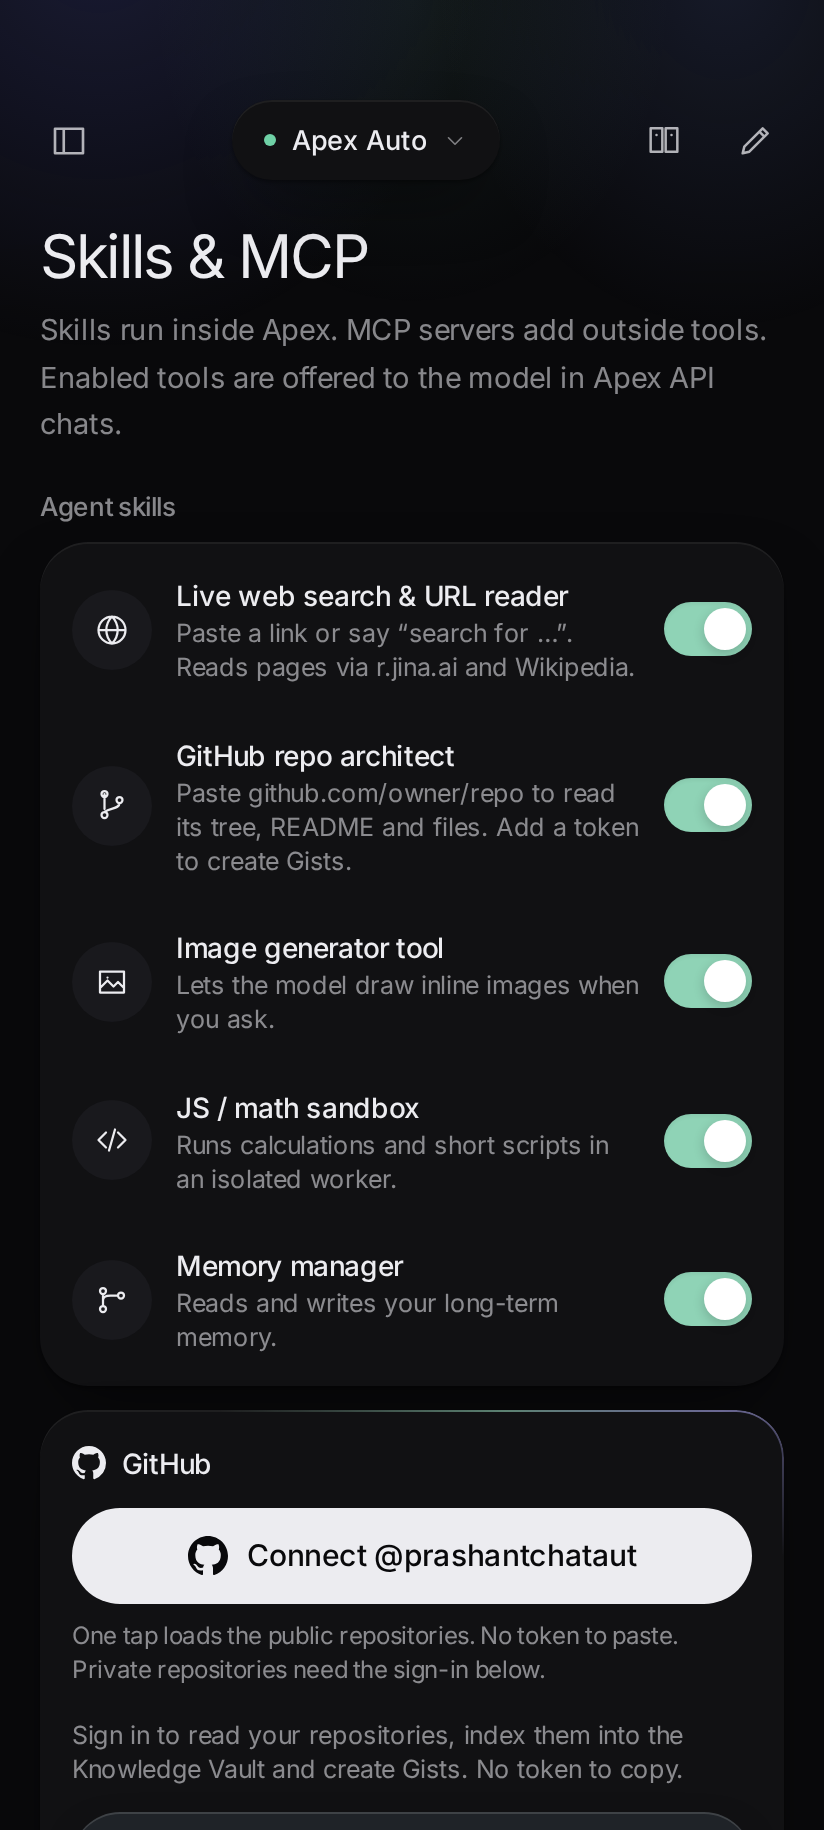 Apex Auto
Skills & MCP
Skills run inside Apex. MCP servers add outside tools.
Enabled tools are offered to the model in Apex API
chats.
Agent skills
Live web search & URL reader
Paste a link or say “search for …”.
Reads pages via r.jina.ai and Wikipedia.
GitHub repo architect
Paste github.com/owner/repo to read
its tree, README and files. Add a token
to create Gists.
Image generator tool
Lets the model draw inline images when
you ask.
JS / math sandbox
Runs calculations and short scripts in
an isolated worker.
Memory manager
Reads and writes your long-term
memory.
GitHub
Connect @prashantchataut
One tap loads the public repositories. No token to paste.
Private repositories need the sign-in below.
Sign in to read your repositories, index them into the
Knowledge Vault and create Gists. No token to copy.